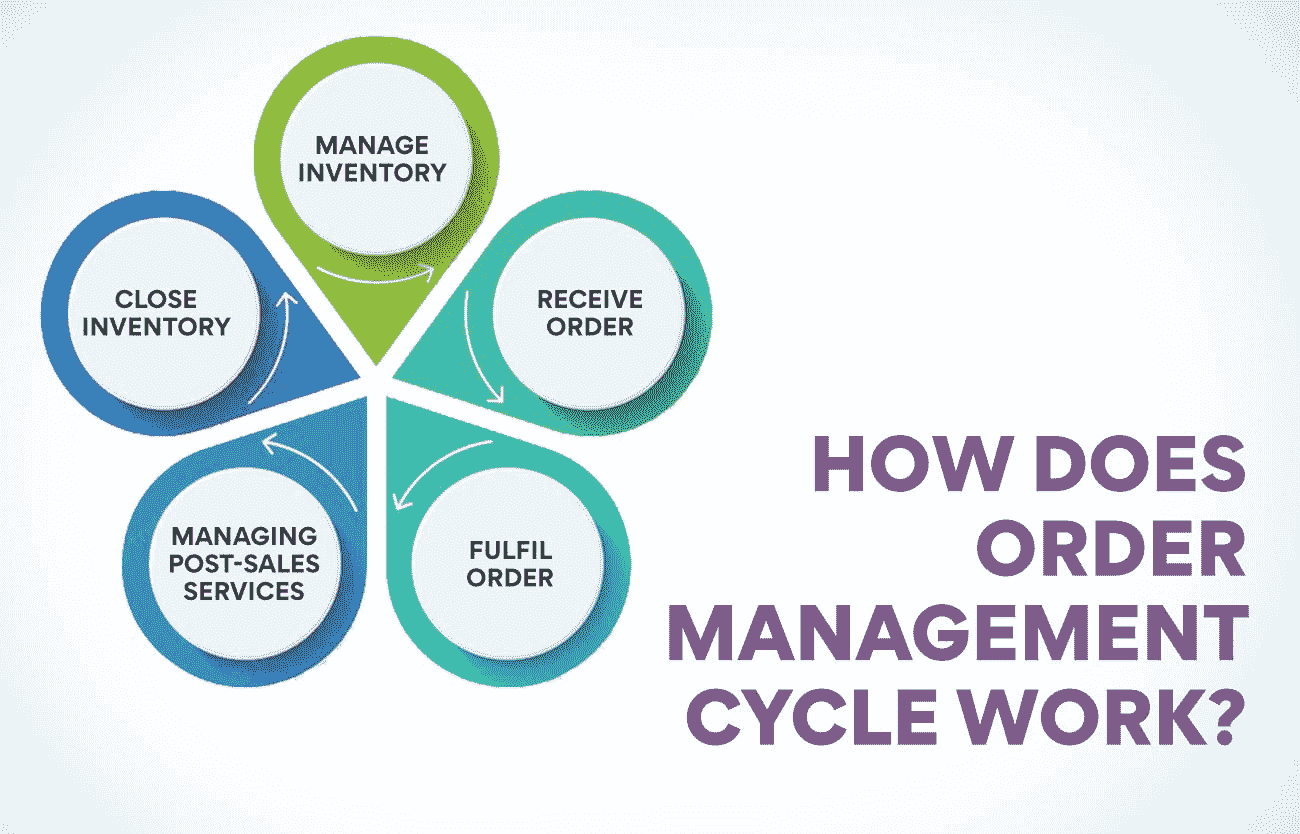 MANAGE
INVENTORY
RECEIVE
ORDER
FULFIL
ORDER
MANAGING
POST-SALES
SERVICES
CLOSE
INVENTORY
HOW DOES
ORDER
MANAGEMENT
CYCLE WORK?